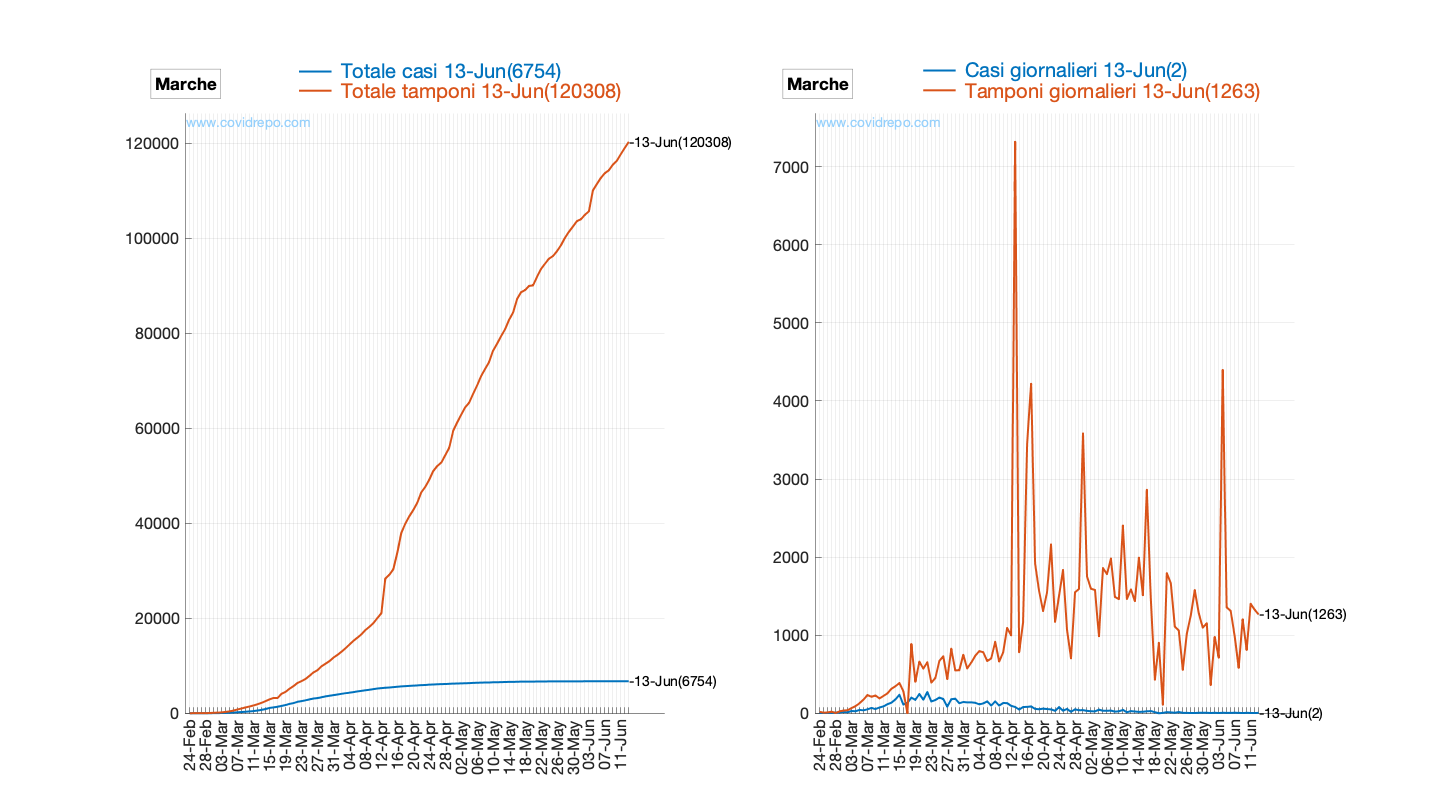 Marche
Totale casi 13-Jun(6754)
Totale tamponi 13-Jun(120308)
www.covidrepo.com
120000
100000
80000
60000
40000
20000
0
-13-Jun(120308)
-13-Jun(6754)
24-Feb
28-Feb
03-Mar
07-Mar
11-Mar
15-Mar
19-Mar
23-Mar
27-Mar
31-Mar
04-Apr
08-Apr
12-Apr
16-Apr
20-Apr
24-Apr
28-Apr
02-May
06-May
10-May
14-May
18-May
22-May
26-May
30-May
03-Jun
07-Jun
11-Jun
Marche
Casi giornalieri 13-Jun(2)
Tamponi giornalieri 13-Jun(1263)
www.covidrepo.com
7000
6000
5000
4000
3000
2000
1000
0
-13-Jun(1263)
-13-Jun(2)
24-Feb
28-Feb
03-Mar
07-Mar
11-Mar
15-Mar
19-Mar
23-Mar
27-Mar
31-Mar
04-Apr
08-Apr
12-Apr
16-Apr
20-Apr
24-Apr
28-Apr
02-May
06-May
10-May
14-May
18-May
22-May
26-May
30-May
03-Jun
07-Jun
11-Jun